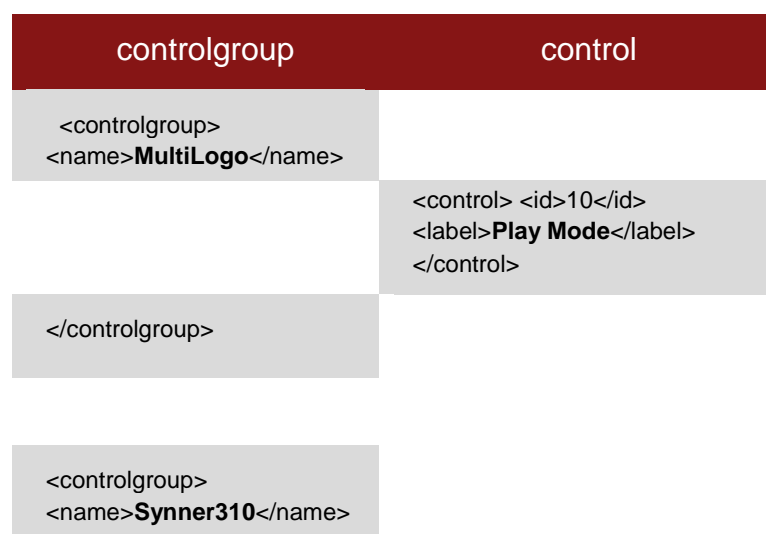 controlgroup control
<controlgroup>
<name>MultiLogo</name>
<control> <id>10</id>
<label>Play Mode</label>
</control>
</controlgroup>
<controlgroup>
<name>Synner310</name>